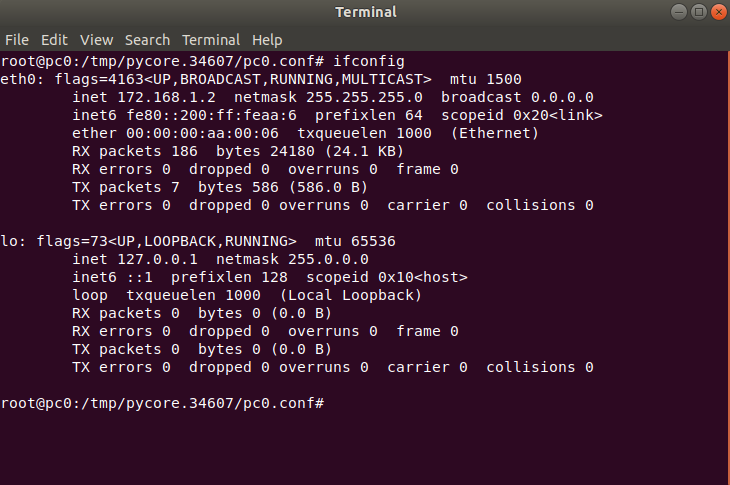 Terminal
File Edit View Search Terminal Help
root@pc0:/tmp/pycore.34607/pc0.conf# ifconfig
eth0: flags=4163<UP,BROADCAST,RUNNING,MULTICAST>  mtu 1500
        inet 172.168.1.2  netmask 255.255.255.0  broadcast 0.0.0.0
        inet6 fe80::200:ff:feaa:6  prefixlen 64  scopeid 0x20<link>
        ether 00:00:00:aa:00:06  txqueuelen 1000  (Ethernet)
        RX packets 186  bytes 24180 (24.1 KB)
        RX errors 0  dropped 0  overruns 0  frame 0
        TX packets 7  bytes 586 (586.0 B)
        TX errors 0  dropped 0 overruns 0  carrier 0  collisions 0

lo: flags=73<UP,LOOPBACK,RUNNING>  mtu 65536
        inet 127.0.0.1  netmask 255.0.0.0
        inet6 ::1  prefixlen 128  scopeid 0x10<host>
        loop  txqueuelen 1000  (Local Loopback)
        RX packets 0  bytes 0 (0.0 B)
        RX errors 0  dropped 0  overruns 0  frame 0
        TX packets 0  bytes 0 (0.0 B)
        TX errors 0  dropped 0 overruns 0  carrier 0  collisions 0

root@pc0:/tmp/pycore.34607/pc0.conf#